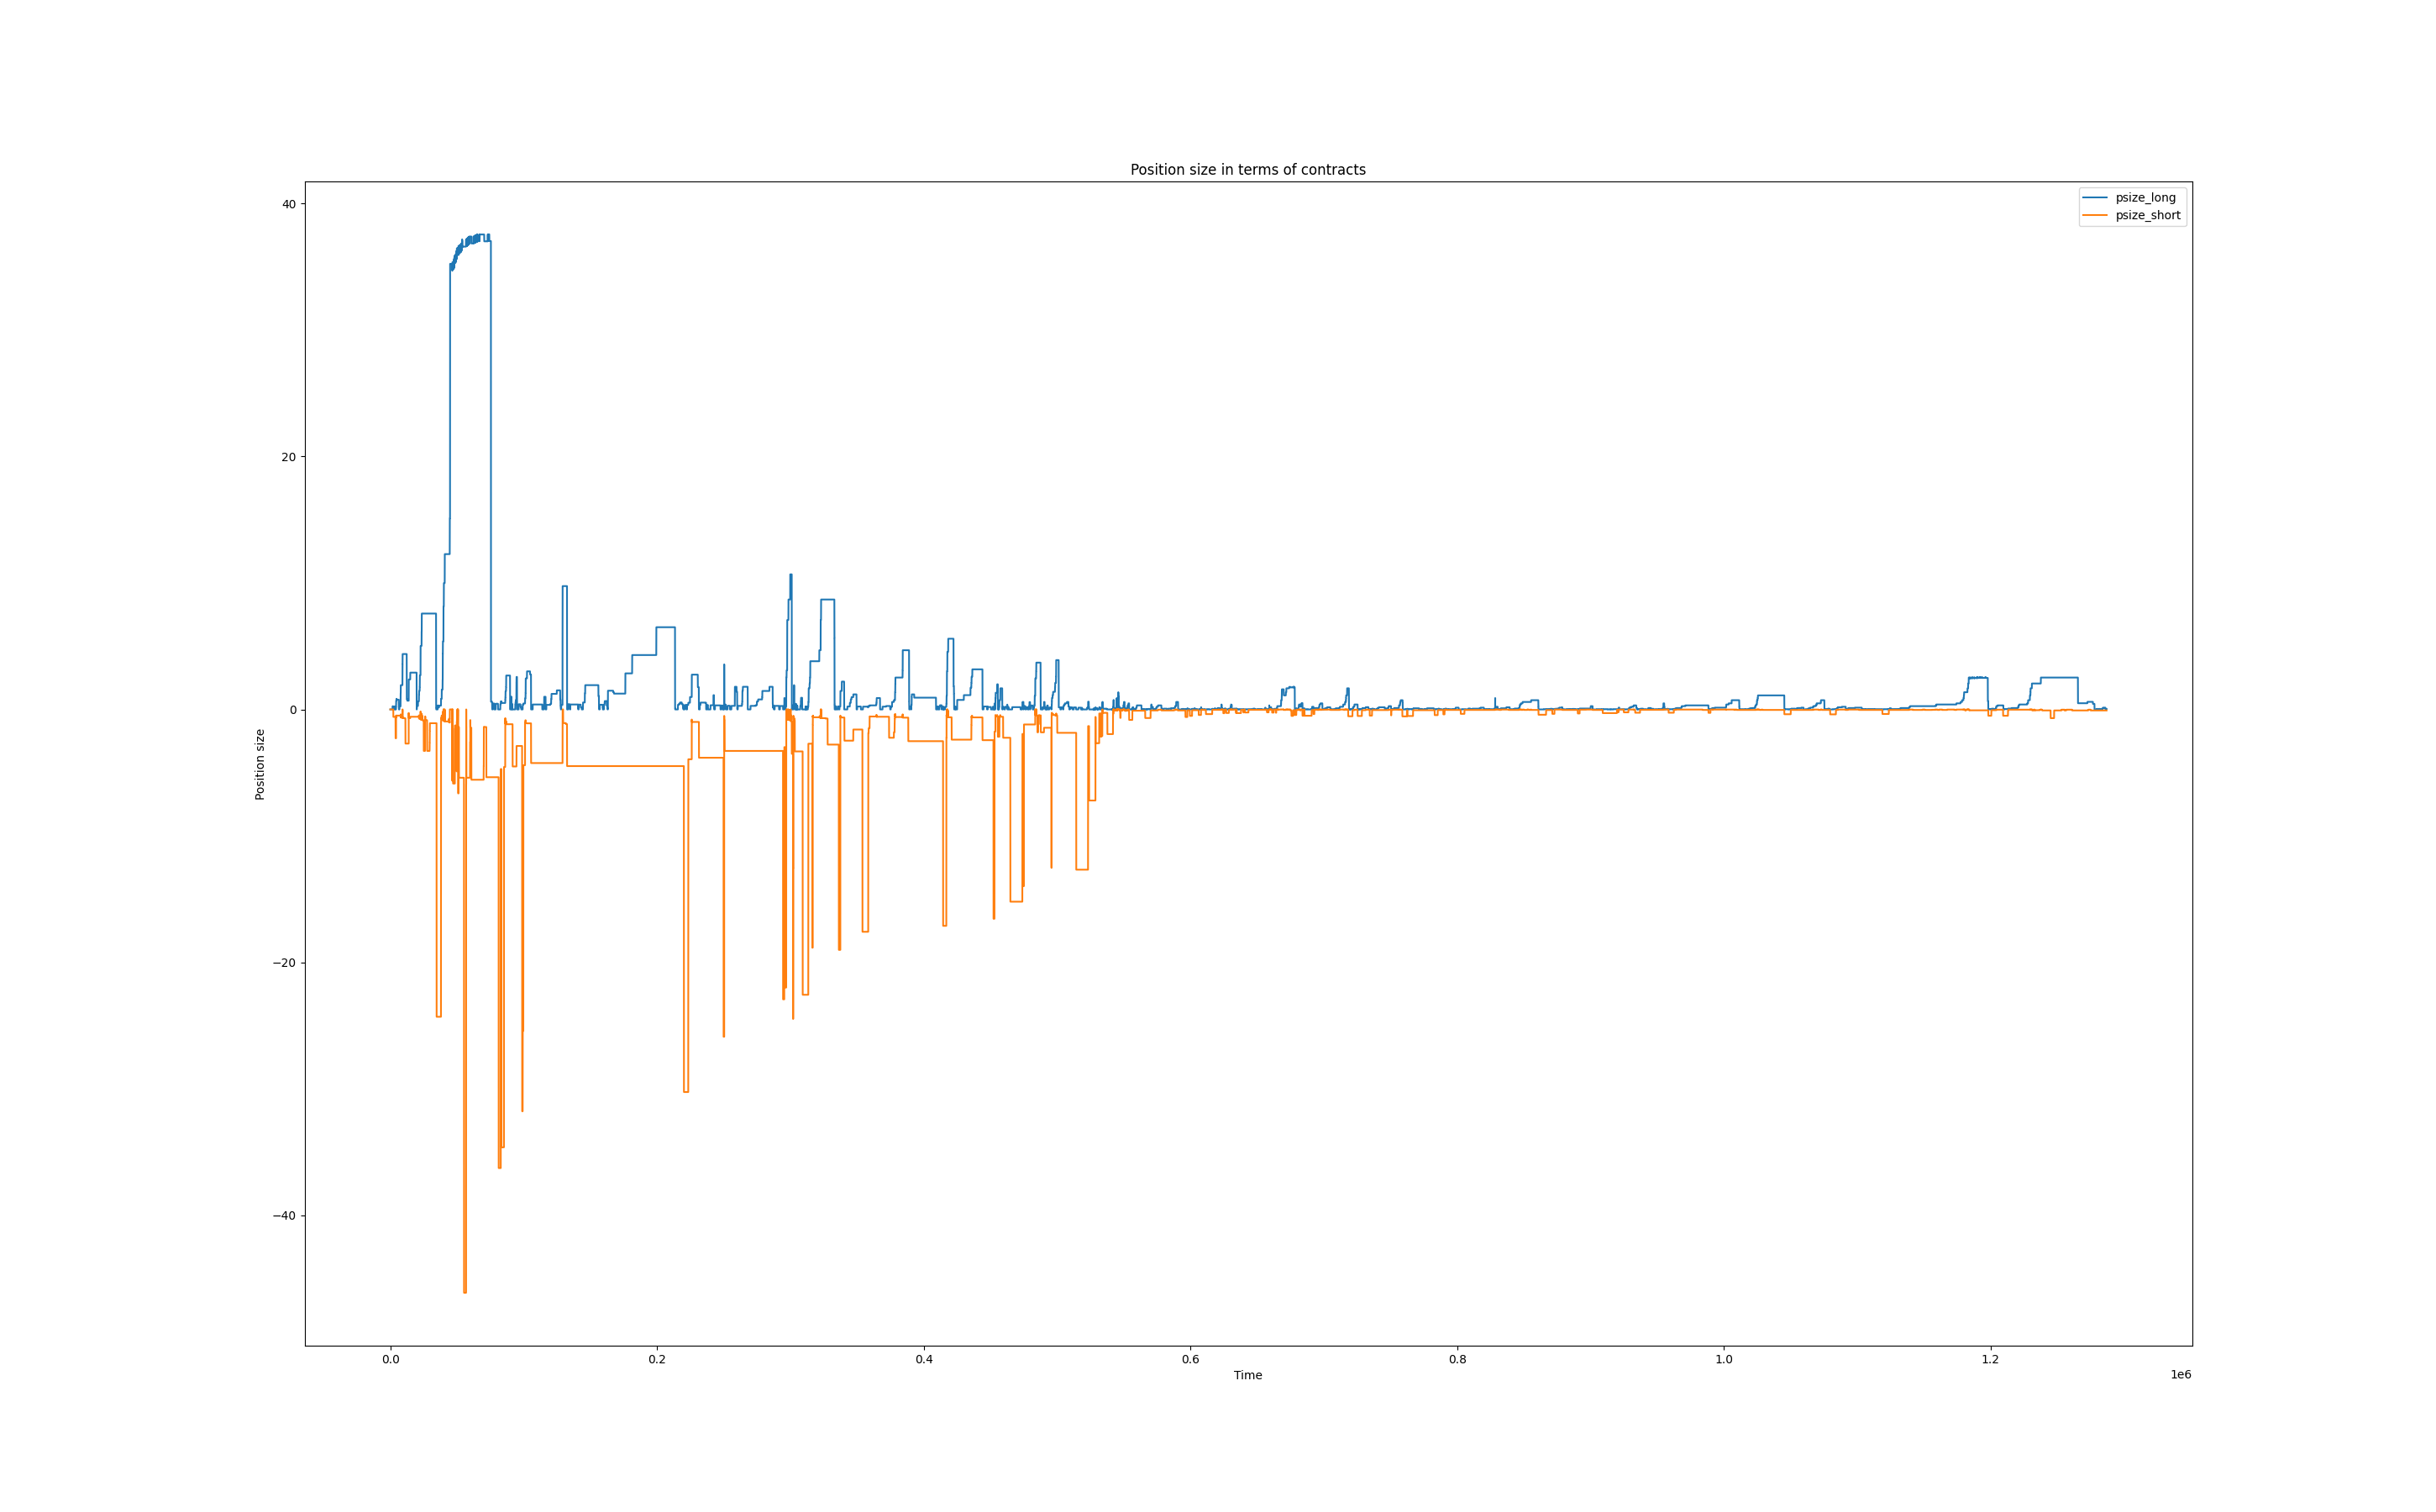 Position size in terms of contracts
psize_long
psize_short
40
20
0
−20
−40
Position size
0.0 0.2 0.4 0.6 0.8 1.0 1.2
1e6
Time